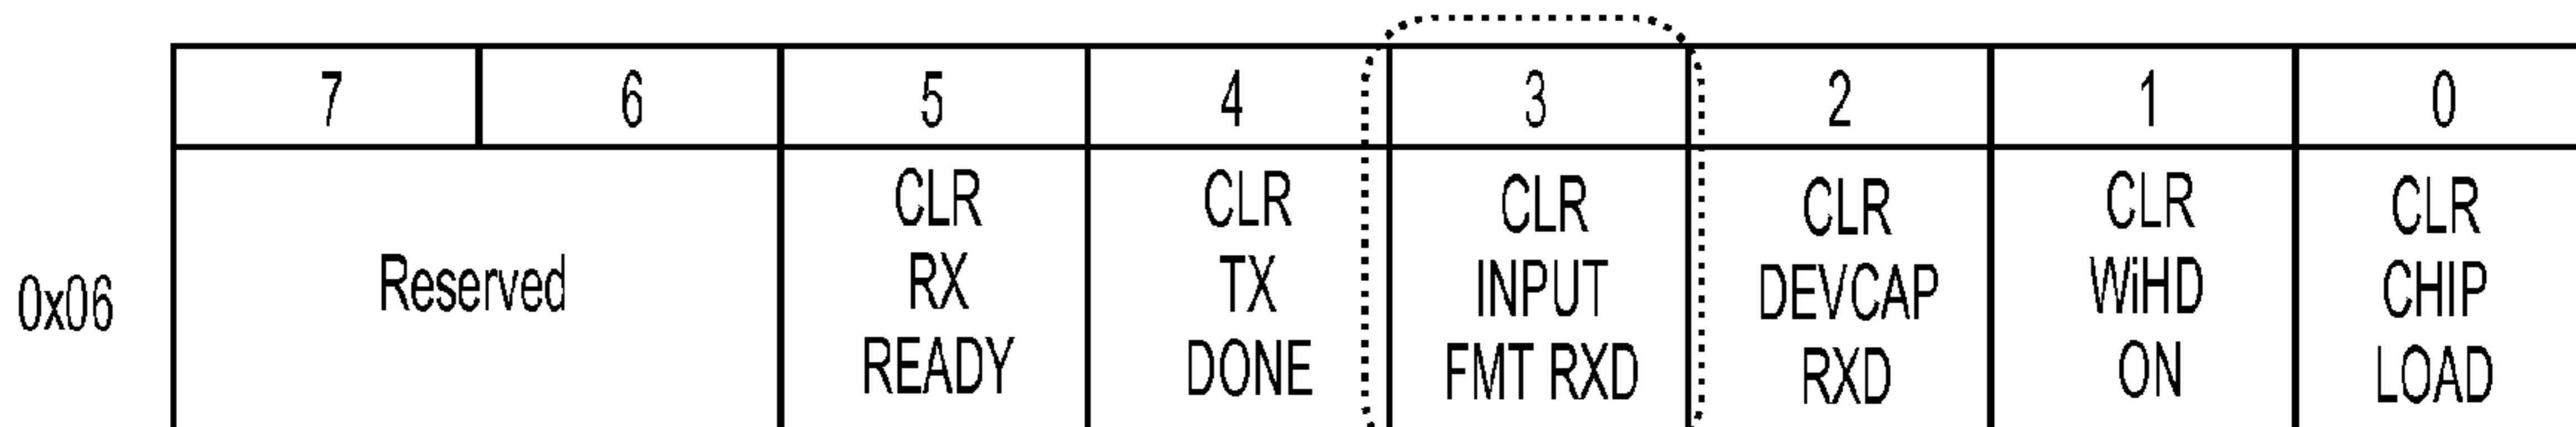 7 6 5 4 3 2 1 0
0x06
Reserved
CLR
RX
READY
CLR
TX
DONE
CLR
INPUT
FMT RXD
CLR
DEVCAP
RXD
CLR
WiHD
ON
CLR
CHIP
LOAD